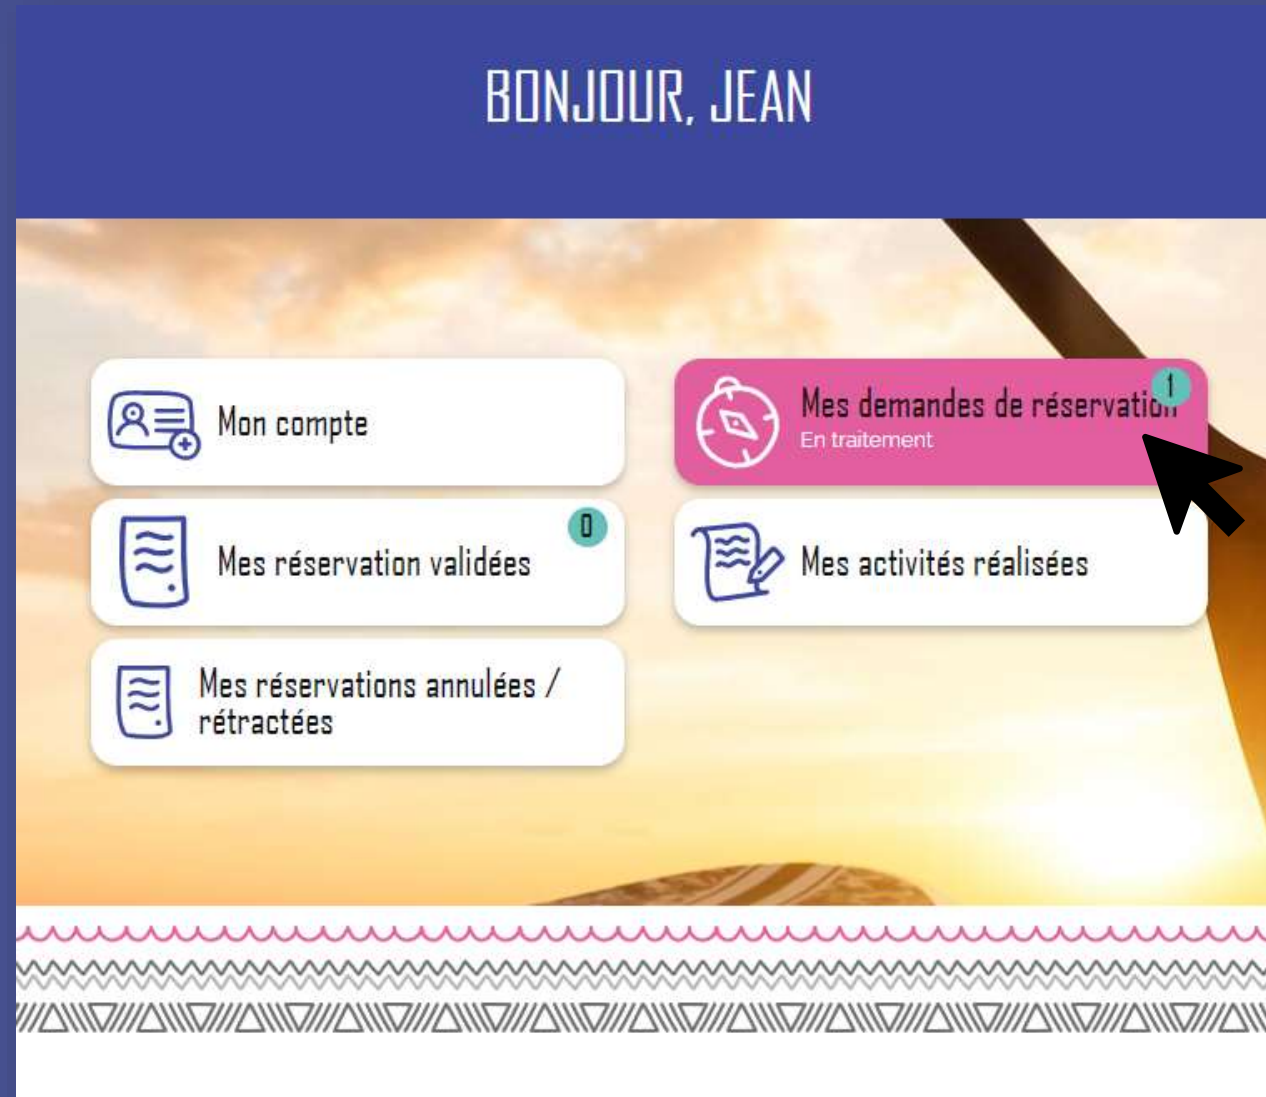 BONJOUR, JEAN
Mon compte
Mes demandes de réservation
1
En traitement
Mes réservation validées
0
Mes activités réalisées
Mes réservations annulées /
rétractées